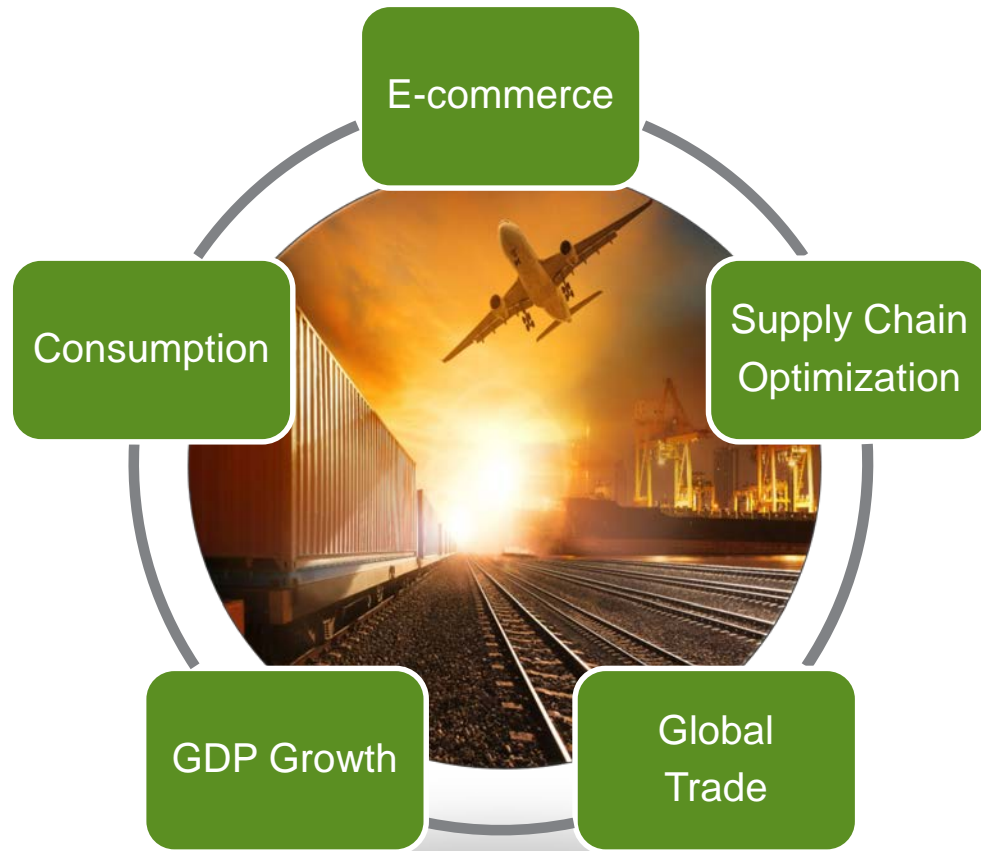 E-commerce
Supply Chain
Optimization
Global
Trade
GDP Growth
Consumption